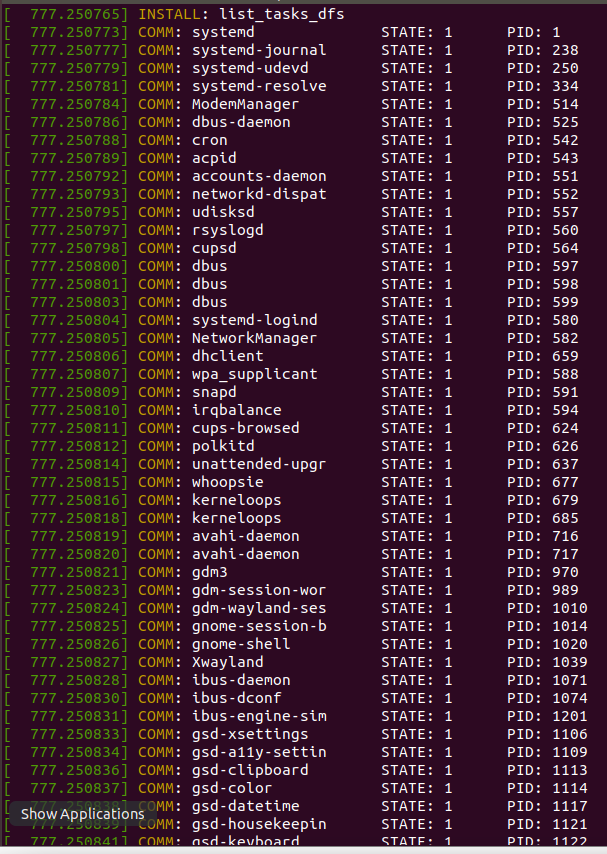 [  777.250765] INSTALL: list_tasks_dfs
[  777.250773] COMM: systemd STATE: 1 PID: 1
[  777.250777] COMM: systemd-journal STATE: 1 PID: 238
[  777.250779] COMM: systemd-udevd STATE: 1 PID: 250
[  777.250781] COMM: systemd-resolve STATE: 1 PID: 334
[  777.250784] COMM: ModemManager STATE: 1 PID: 514
[  777.250786] COMM: dbus-daemon STATE: 1 PID: 525
[  777.250788] COMM: cron STATE: 1 PID: 542
[  777.250789] COMM: acpid STATE: 1 PID: 543
[  777.250792] COMM: accounts-daemon STATE: 1 PID: 551
[  777.250793] COMM: networkd-dispat STATE: 1 PID: 552
[  777.250795] COMM: udisksd STATE: 1 PID: 557
[  777.250797] COMM: rsyslogd STATE: 1 PID: 560
[  777.250798] COMM: cupsd STATE: 1 PID: 564
[  777.250800] COMM: dbus STATE: 1 PID: 597
[  777.250801] COMM: dbus STATE: 1 PID: 598
[  777.250803] COMM: dbus STATE: 1 PID: 599
[  777.250804] COMM: systemd-logind STATE: 1 PID: 580
[  777.250805] COMM: NetworkManager STATE: 1 PID: 582
[  777.250806] COMM: dhclient STATE: 1 PID: 659
[  777.250807] COMM: wpa_supplicant STATE: 1 PID: 588
[  777.250809] COMM: snapd STATE: 1 PID: 591
[  777.250810] COMM: irqbalance STATE: 1 PID: 594
[  777.250811] COMM: cups-browsed STATE: 1 PID: 624
[  777.250812] COMM: polkitd STATE: 1 PID: 626
[  777.250814] COMM: unattended-upgr STATE: 1 PID: 637
[  777.250815] COMM: whoopsie STATE: 1 PID: 677
[  777.250816] COMM: kerneloops STATE: 1 PID: 679
[  777.250818] COMM: kerneloops STATE: 1 PID: 685
[  777.250819] COMM: avahi-daemon STATE: 1 PID: 716
[  777.250820] COMM: avahi-daemon STATE: 1 PID: 717
[  777.250821] COMM: gdm3 STATE: 1 PID: 970
[  777.250823] COMM: gdm-session-wor STATE: 1 PID: 989
[  777.250824] COMM: gdm-wayland-ses STATE: 1 PID: 1010
[  777.250825] COMM: gnome-session-b STATE: 1 PID: 1014
[  777.250826] COMM: gnome-shell STATE: 1 PID: 1020
[  777.250827] COMM: Xwayland STATE: 1 PID: 1039
[  777.250828] COMM: ibus-daemon STATE: 1 PID: 1071
[  777.250830] COMM: ibus-dconf STATE: 1 PID: 1074
[  777.250831] COMM: ibus-engine-sim STATE: 1 PID: 1201
[  777.250833] COMM: gsd-xsettings STATE: 1 PID: 1106
[  777.250834] COMM: gsd-a11y-settin STATE: 1 PID: 1109
[  777.250836] COMM: gsd-clipboard STATE: 1 PID: 1113
[  777.250837] COMM: gsd-color STATE: 1 PID: 1114
[  777.250838] COMM: gsd-datetime STATE: 1 PID: 1117
Show Applications
[  777.250839] COMM: gsd-housekeepin STATE: 1 PID: 1121
[  777.250841] COMM: gsd-keyboard STATE: 1 PID: 1122